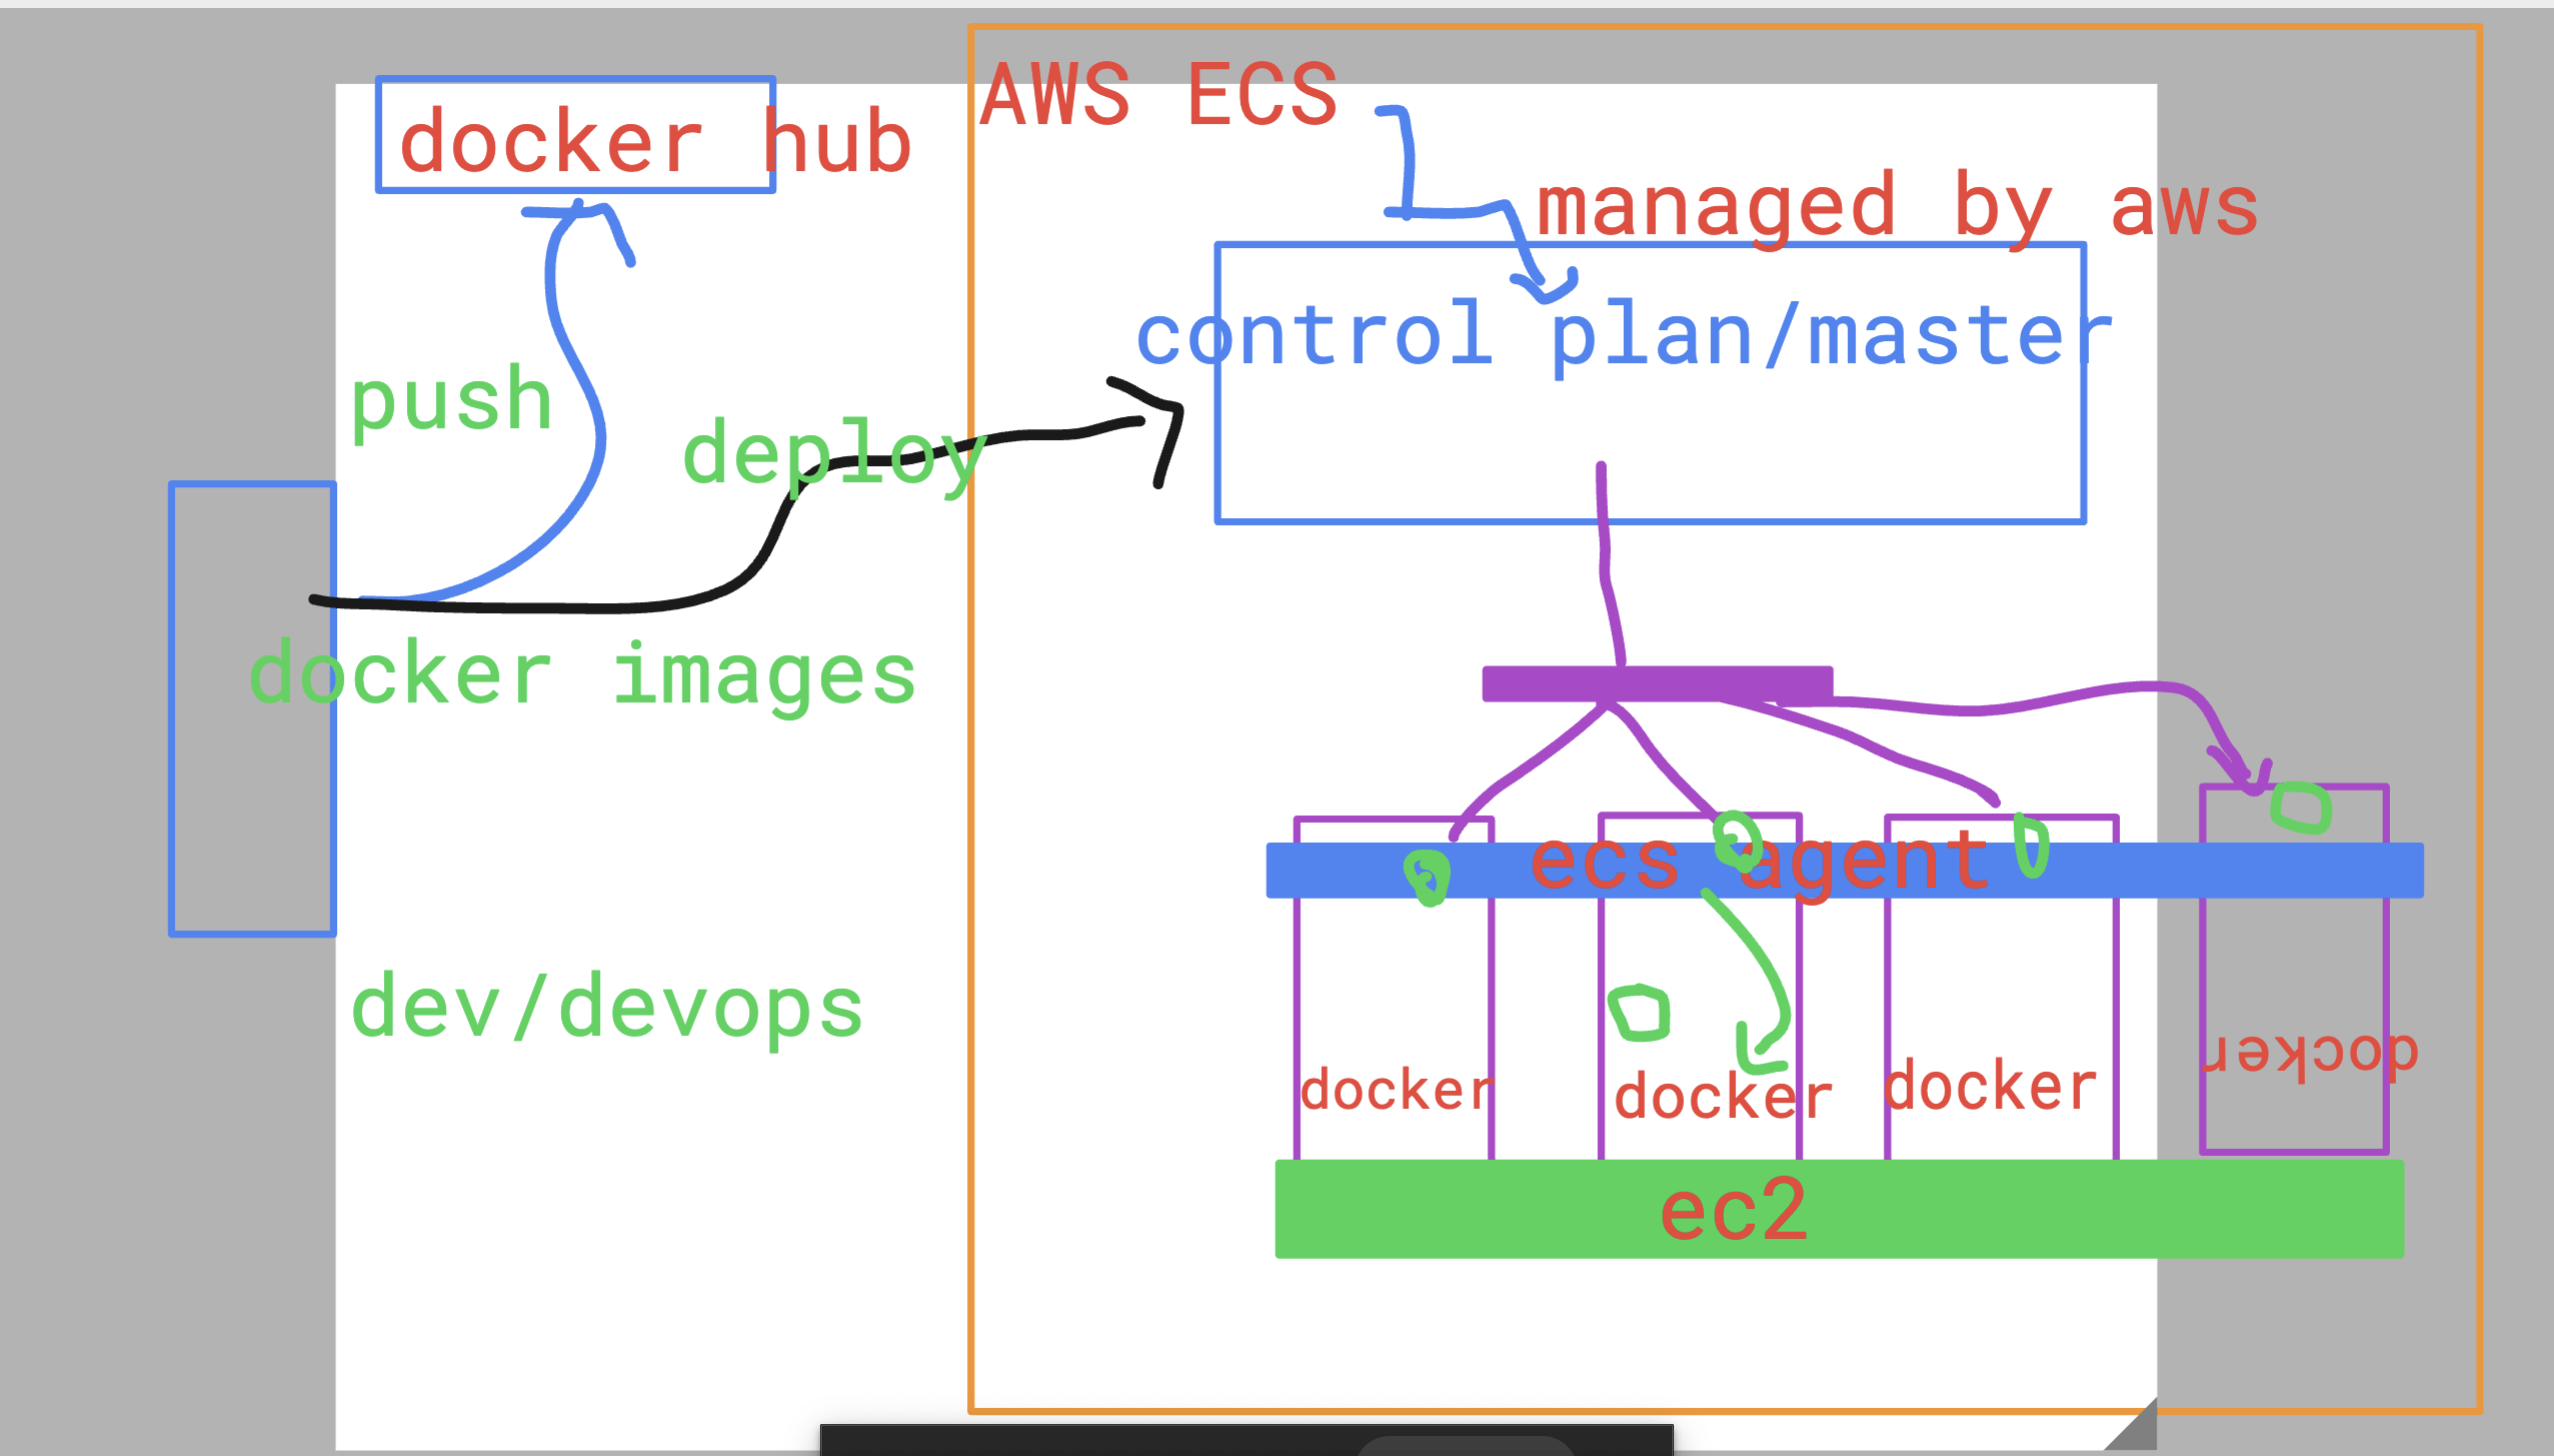 docker hub
AWS ECS
managed by aws
control plan/master
push
deploy
docker images
ecs agent
dev/devops
docker
docker
docker
docker
ec2